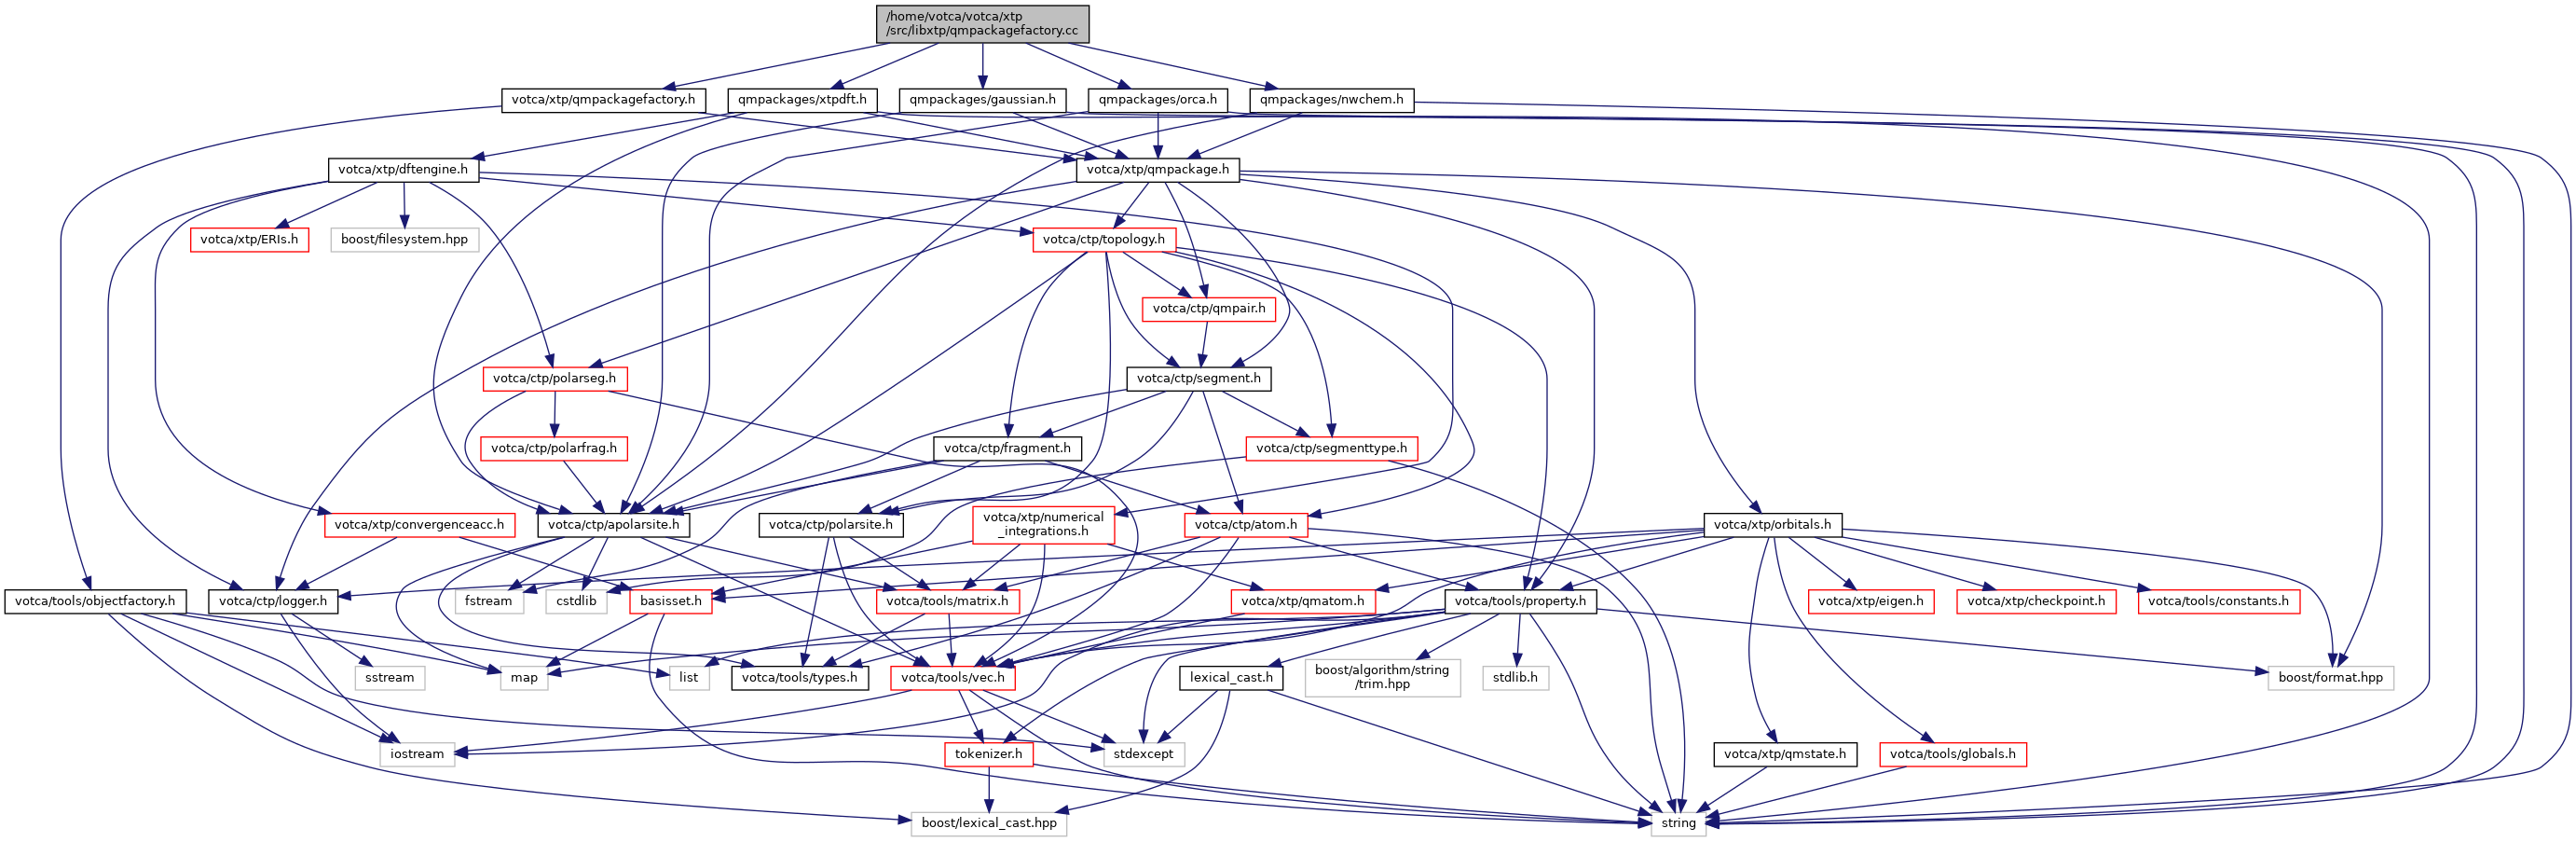 /home/votca/votca/xtp
/src/libxtp/qmpackagefactory.cc
votca/xtp/qmpackagefactory.h
qmpackages/xtpdft.h
qmpackages/gaussian.h
qmpackages/orca.h
qmpackages/nwchem.h
votca/xtp/dftengine.h
votca/xtp/qmpackage.h
votca/xtp/ERIs.h
boost/filesystem.hpp
votca/ctp/topology.h
votca/ctp/qmpair.h
votca/ctp/polarseg.h
votca/ctp/segment.h
votca/ctp/polarfrag.h
votca/ctp/fragment.h
votca/ctp/segmenttype.h
votca/xtp/convergenceacc.h
votca/ctp/apolarsite.h
votca/ctp/polarsite.h
votca/xtp/numerical
_integrations.h
votca/ctp/atom.h
votca/xtp/orbitals.h
votca/tools/objectfactory.h
votca/ctp/logger.h
fstream
cstdlib
basisset.h
votca/tools/matrix.h
votca/xtp/qmatom.h
votca/tools/property.h
votca/xtp/eigen.h
votca/xtp/checkpoint.h
votca/tools/constants.h
sstream
map
list
votca/tools/types.h
votca/tools/vec.h
lexical_cast.h
boost/algorithm/string
/trim.hpp
stdlib.h
boost/format.hpp
iostream
tokenizer.h
stdexcept
votca/xtp/qmstate.h
votca/tools/globals.h
boost/lexical_cast.hpp
string